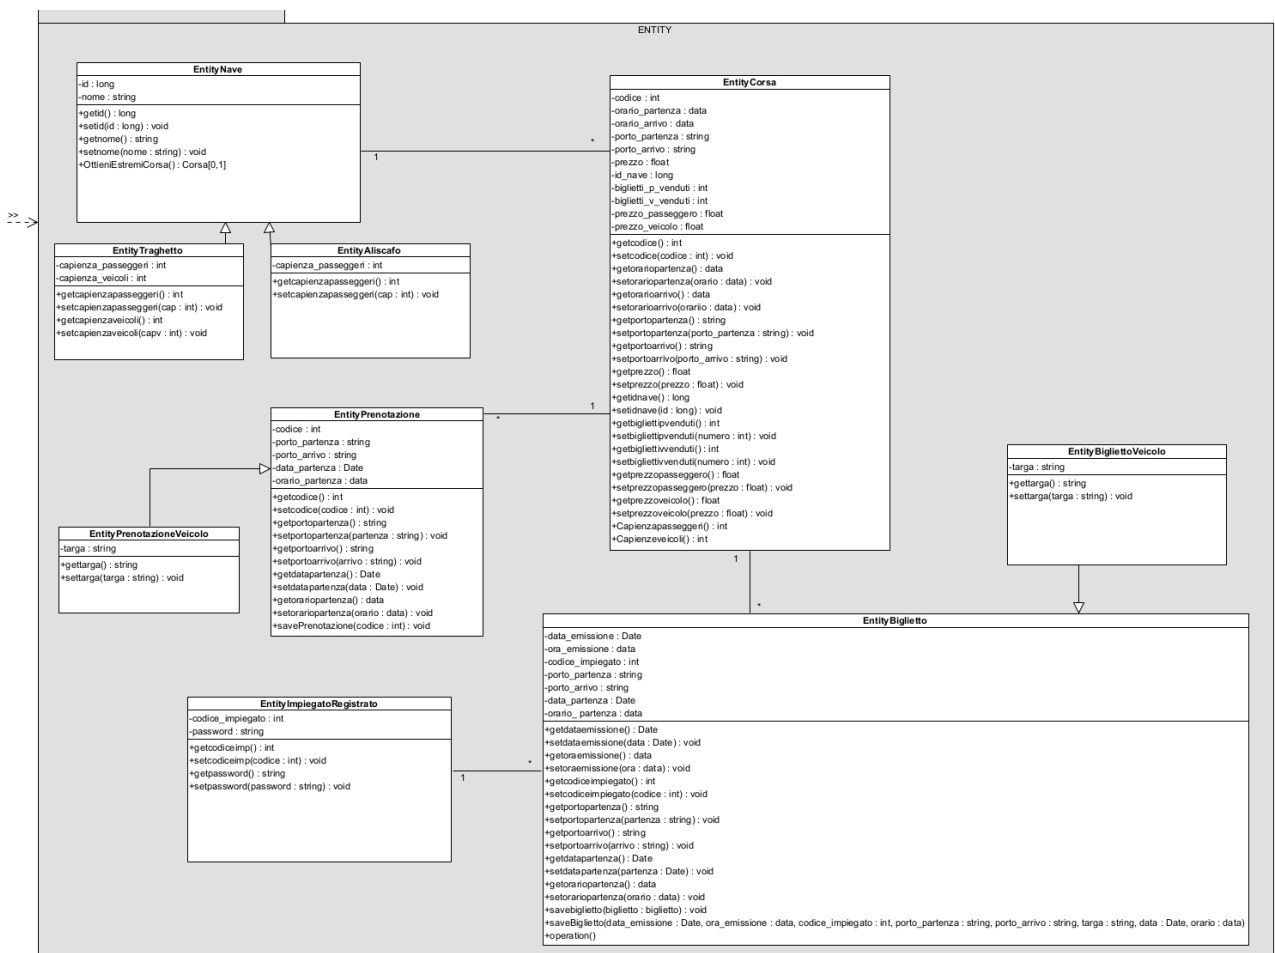 ENTITY
>>
EntityNave
-id : long
-nome : string
+getid() : long
+setid(id : long) : void
+getnome() : string
+setnome(nome : string) : void
+OttieniEstremiCorsa() : Corsa[0,1]
1
*
EntityCorsa
-codice : int
-orario_partenza : data
-orario_arrivo : data
-porto_partenza : string
-porto_arrivo : string
-prezzo : float
-id_nave : long
-biglietti_p_venduti : int
-biglietti_v_venduti : int
-prezzo_passeggero : float
-prezzo_veicolo : float
+getcodice() : int
+setcodice(codice : int) : void
+getorariopartenza() : data
+setorariopartenza(orario : data) : void
+getorarioarrivo() : data
+setorarioarrivo(orariio : data) : void
+getportopartenza() : string
+setportopartenza(porto_partenza : string) : void
+getportoarrivo() : string
+setportoarrivo(porto_arrivo : string) : void
+getprezzo() : float
+setprezzo(prezzo : float) : void
+getidnave() : long
+setidnave(id : long) : void
+getbigliettipvenduti() : int
+setbigliettipvenduti(numero : int) : void
+getbigliettivvenduti() : int
+setbigliettivvenduti(numero : int) : void
+getprezzopasseggero() : float
+setprezzopasseggero(prezzo : float) : void
+getprezzoveicolo() : float
+setprezzoveicolo(prezzo : float) : void
+Capienzapasseggeri() : int
+Capienzeveicoli() : int
EntityTraghetto
-capienza_passeggeri : int
-capienza_veicoli : int
+getcapienzapasseggeri() : int
+setcapienzapasseggeri(cap : int) : void
+getcapienzaveicoli() : int
+setcapienzaveicoli(capv : int) : void
EntityAliscafo
-capienza_passeggeri : int
+getcapienzapasseggeri() : int
+setcapienzapasseggeri(cap : int) : void
EntityPrenotazione
-codice : int
-porto_partenza : string
-porto_arrivo : string
-data_partenza : Date
-orario_partenza : data
+getcodice() : int
+setcodice(codice : int) : void
+getportopartenza() : string
+setportopartenza(partenza : string) : void
+getportoarrivo() : string
+setportoarrivo(arrivo : string) : void
+getdatapartenza() : Date
+setdatapartenza(data : Date) : void
+getorariopartenza() : data
+setorariopartenza(orario : data) : void
+savePrenotazione(codice : int) : void
*
1
EntityBigliettoVeicolo
-targa : string
+gettarga() : string
+settarga(targa : string) : void
EntityPrenotazioneVeicolo
-targa : string
+gettarga() : string
+settarga(targa : string) : void
1
*
EntityBiglietto
-data_emissione : Date
-ora_emissione : data
-codice_impiegato : int
-porto_partenza : string
-porto_arrivo : string
-data_partenza : Date
-orario_ partenza : data
+getdataemissione() : Date
+setdataemissione(data : Date) : void
+getoraemissione() : data
+setoraemissione(ora : data) : void
+getcodiceimpiegato() : int
+setcodiceimpiegato(codice : int) : void
+getportopartenza() : string
+setportopartenza(partenza : string) : void
+getportoarrivo() : string
+setportoarrivo(arrivo : string) : void
+getdatapartenza() : Date
+setdatapartenza(partenza : Date) : void
+getorariopartenza() : data
+setorariopartenza(orario : data) : void
+savebiglietto(biglietto : biglietto) : void
+saveBiglietto(data_emissione : Date, ora_emissione : data, codice_impiegato : int, porto_partenza : string, porto_arrivo : string, targa : string, data : Date, orario : data)
+operation()
EntityImpiegatoRegistrato
-codice_impiegato : int
-password : string
+getcodiceimp() : int
+setcodiceimp(codice : int) : void
+getpassword() : string
+setpassword(password : string) : void
1
*